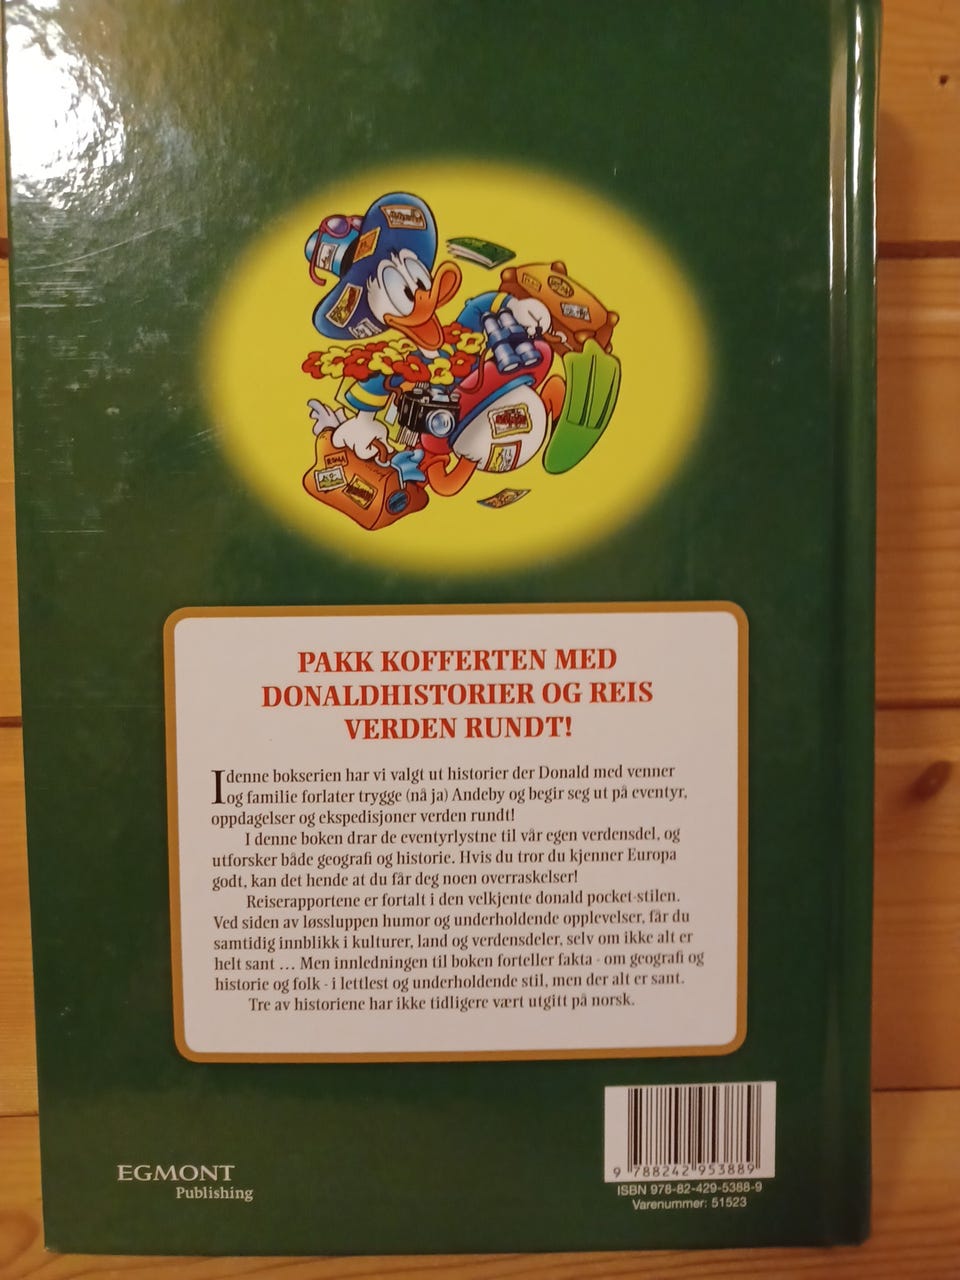 ROMA
PAKK KOFFERTEN MED
DONALDHISTORIER OG REIS
VERDEN RUNDT!
I denne bokserien har vi valgt ut historier der Donald med venner
og familie forlater trygge (nå ja) Andeby og begir seg ut på eventyr,
oppdagelser og ekspedisjoner verden rundt!
I denne boken drar de eventyrlystne til vår egen verdensdel, og
utforsker både geografi og historie. Hvis du tror du kjenner Europa
godt, kan det hende at du får deg noen overraskelser!
Reiserapportene er fortalt i den velkjente donald pocket-stilen.
Ved siden av løssluppen humor og underholdende opplevelser, får du
samtidig innblikk i kulturer, land og verdensdeler, selv om ikke alt er
helt sant ... Men innledningen til boken forteller fakta - om geografi og
historie og folk - i lettlest og underholdende stil, men der alt er sant.
Tre av historiene har ikke tidligere vært utgitt på norsk.
9 788242 953889
ISBN 978-82-429-5388-9
Varenummer: 51523
EGMONT
Publishing